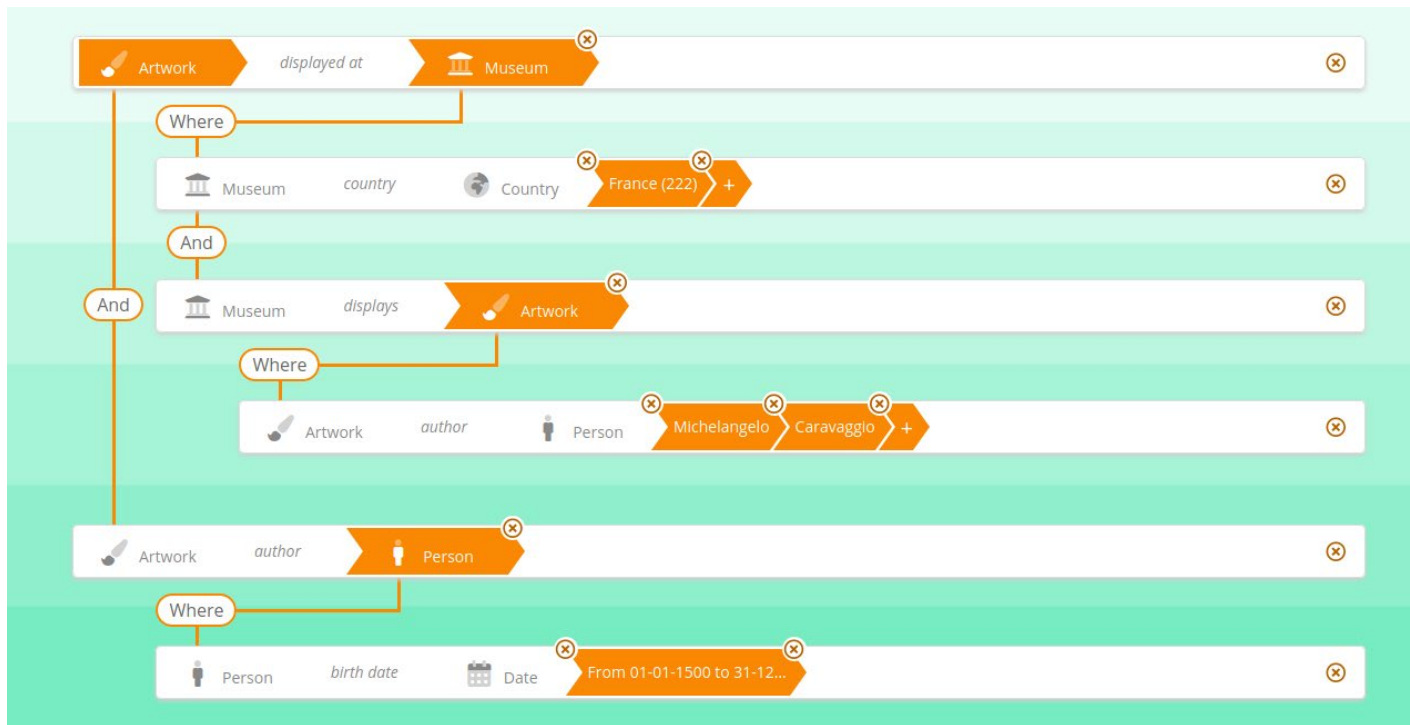 Artwork displayed at Museum
Where
Museum country Country France (222) +
And
And
Museum displays Artwork
Where
Artwork author Person Michelangelo Caravaggio +
Artwork author Person
Where
Person birth date Date From 01-01-1500 to 31-12...